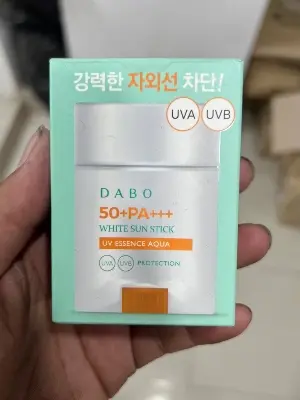 강력한 자외선 차단!
UVA UVB
DABO
50+PA+++
WHITE SUN STICK
UV ESSENCE AQUA
UVA UVB PROTECTION